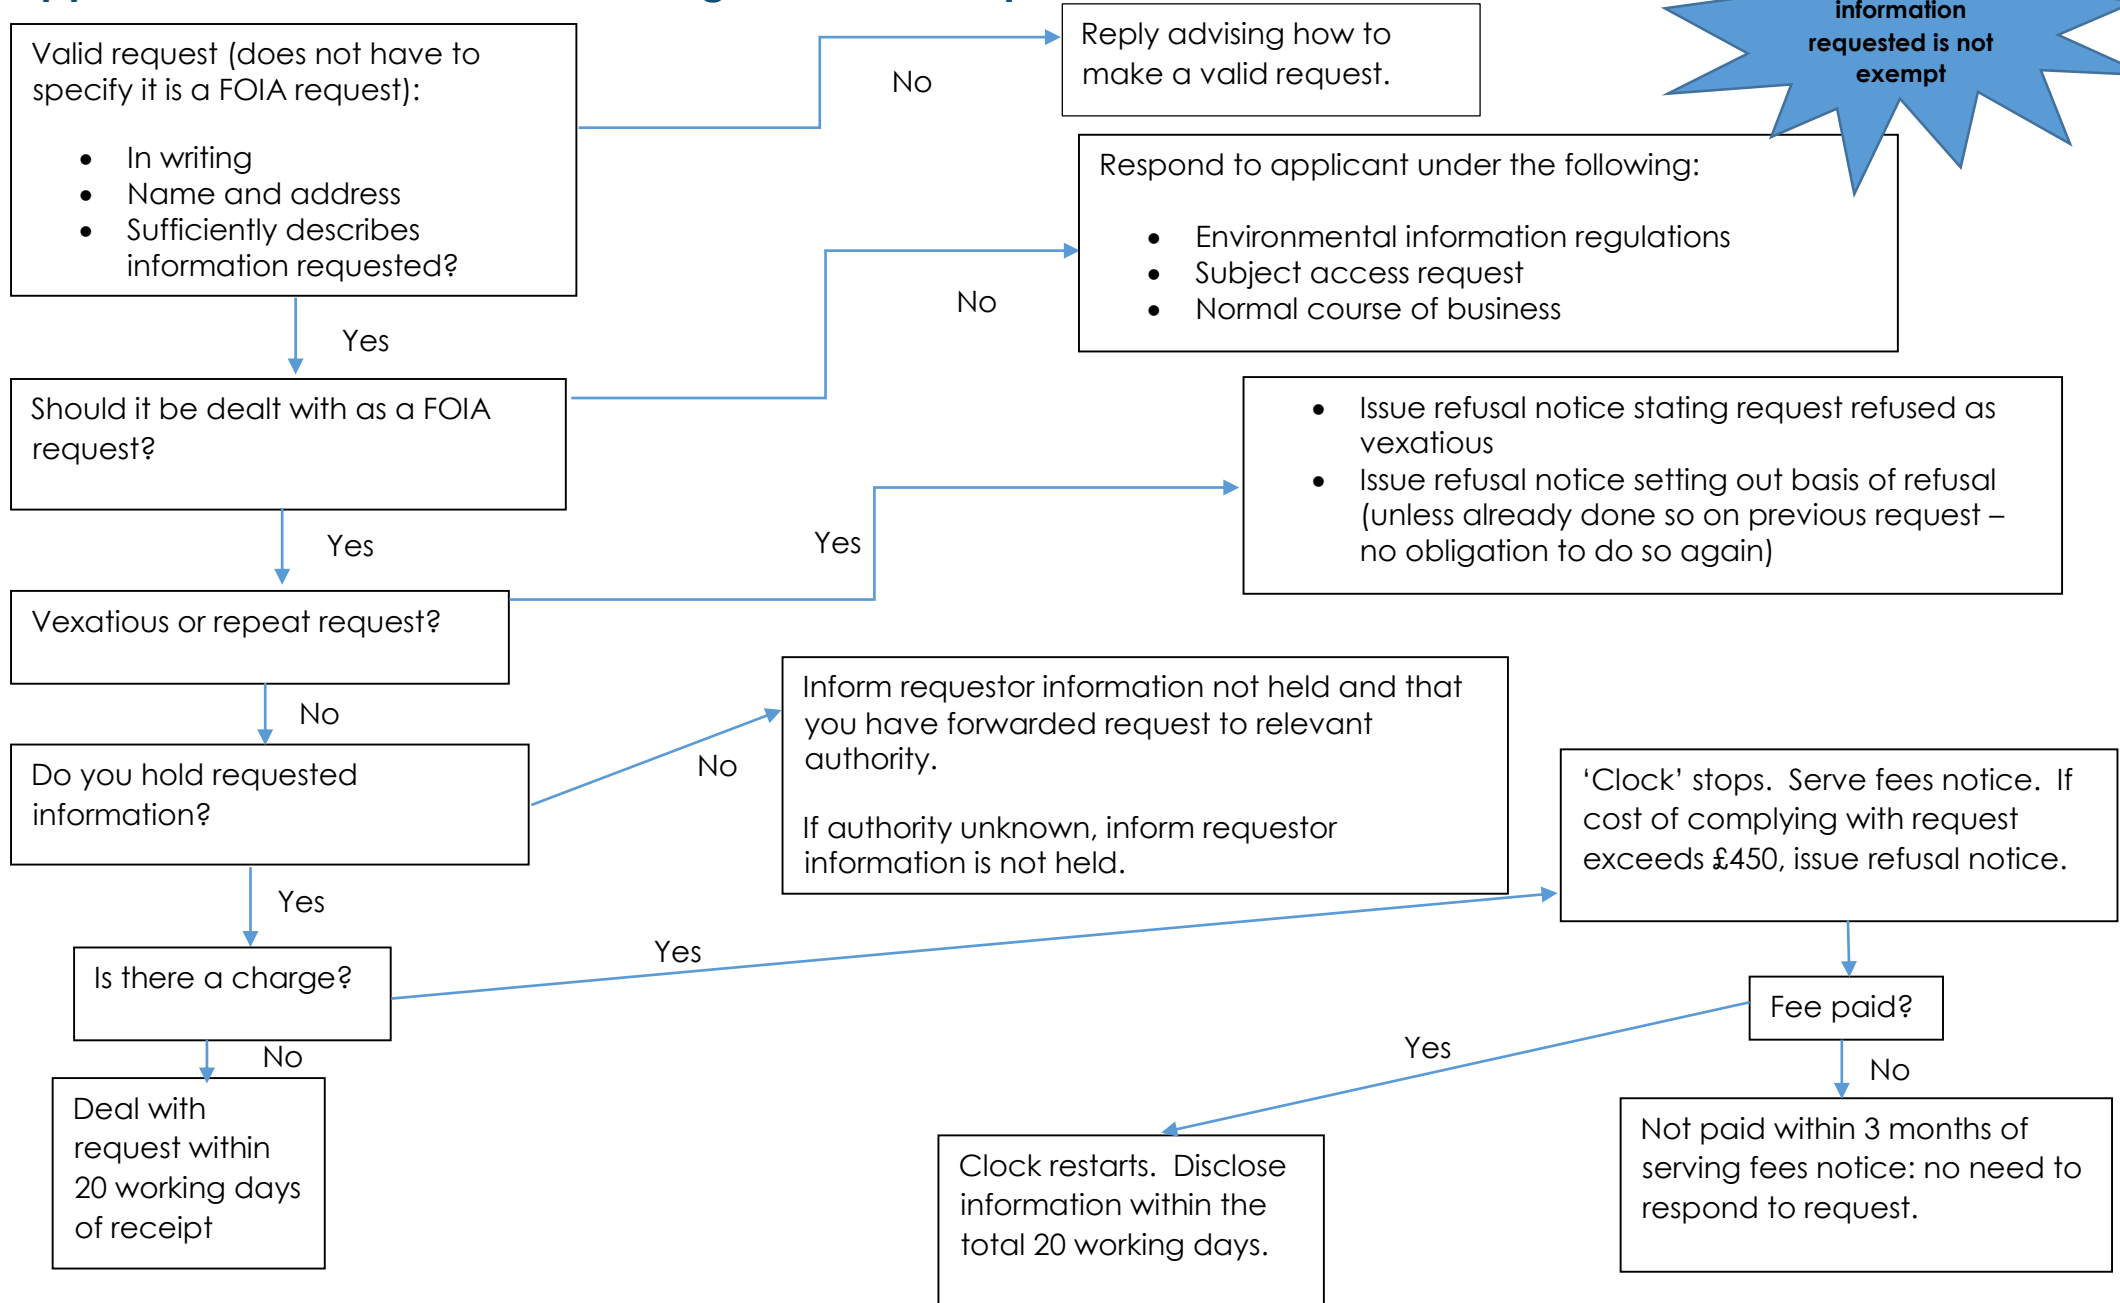 information
requested is not
exempt
Valid request (does not have to
specify it is a FOIA request):
• In writing
• Name and address
• Sufficiently describes
information requested?
No
Reply advising how to
make a valid request.
Respond to applicant under the following:
• Environmental information regulations
• Subject access request
• Normal course of business
Yes
No
Should it be dealt with as a FOIA
request?
• Issue refusal notice stating request refused as
vexatious
• Issue refusal notice setting out basis of refusal
(unless already done so on previous request –
no obligation to do so again)
Yes
Yes
Vexatious or repeat request?
No
Inform requestor information not held and that
you have forwarded request to relevant
authority.
If authority unknown, inform requestor
information is not held.
No
Do you hold requested
information?
‘Clock’ stops.  Serve fees notice.  If
cost of complying with request
exceeds £450, issue refusal notice.
Yes
Yes
Is there a charge?
Fee paid?
No
Yes
No
Deal with
request within
20 working days
of receipt
Clock restarts.  Disclose
information within the
total 20 working days.
Not paid within 3 months of
serving fees notice: no need to
respond to request.